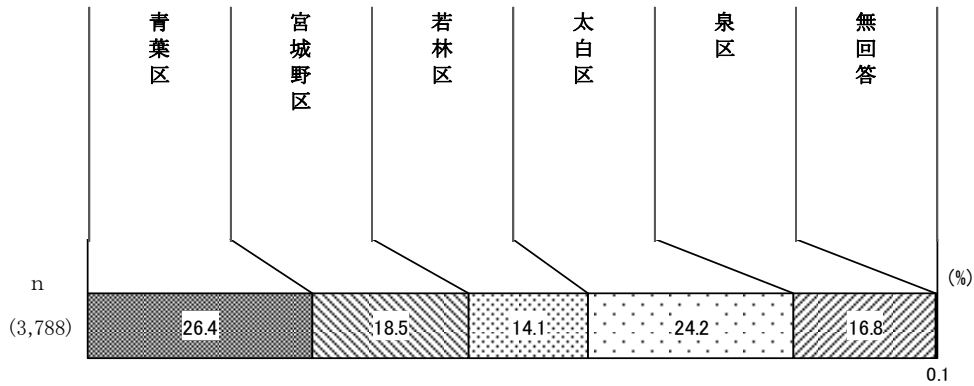 青葉区
宮城野区
若林区
太白区
泉区
無回答
(%)
n
(3,788)
26.4
18.5
14.1
24.2
16.8
0.1